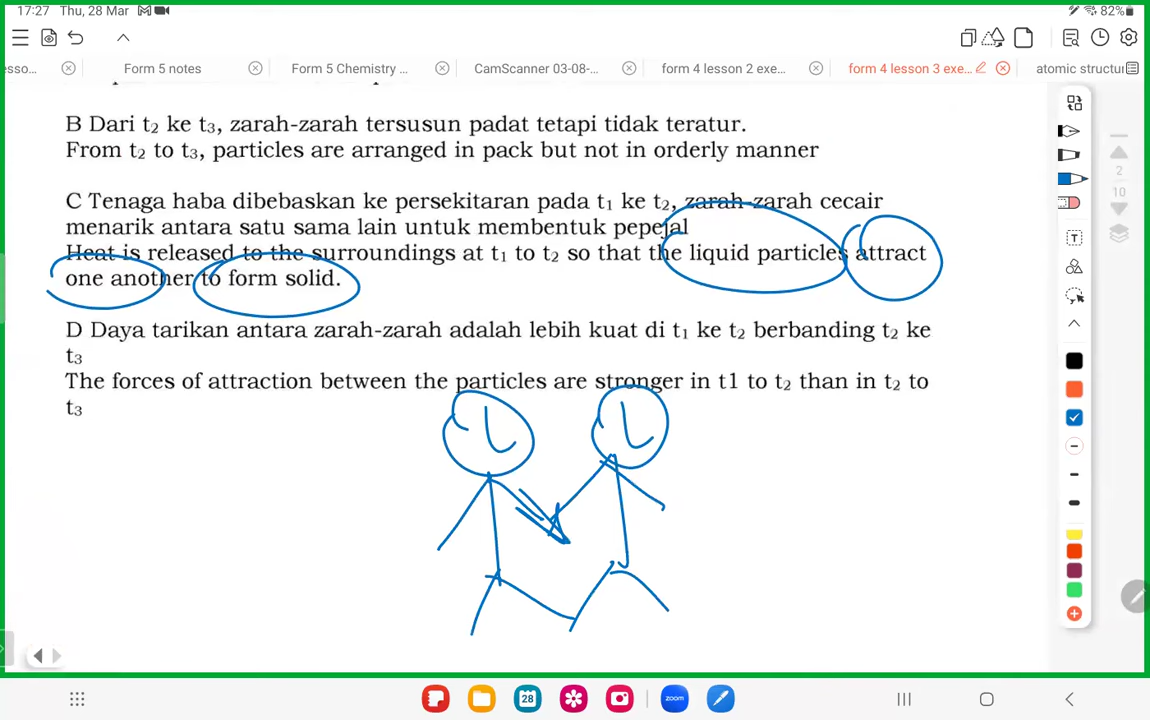 17:27 Thu, 28 Mar M 82%
esso... Form 5 notes Form 5 Chemistry ... CamScanner 03-08-... form 4 lesson 2 exe... form 4 lesson 3 exe... atomic structu
B Dari t₂ ke t₃, zarah-zarah tersusun padat tetapi tidak teratur.
From t₂ to t₃, particles are arranged in pack but not in orderly manner
C Tenaga haba dibebaskan ke persekitaran pada t₁ ke t₂, zarah-zarah cecair
menarik antara satu sama lain untuk membentuk pepejal
Heat is released to the surroundings at t₁ to t₂ so that the liquid particles attract
one another to form solid.
D Daya tarikan antara zarah-zarah adalah lebih kuat di t₁ ke t₂ berbanding t₂ ke
t₃
The forces of attraction between the particles are stronger in t1 to t₂ than in t₂ to
t₃
L L
2
10
T
28
zoom